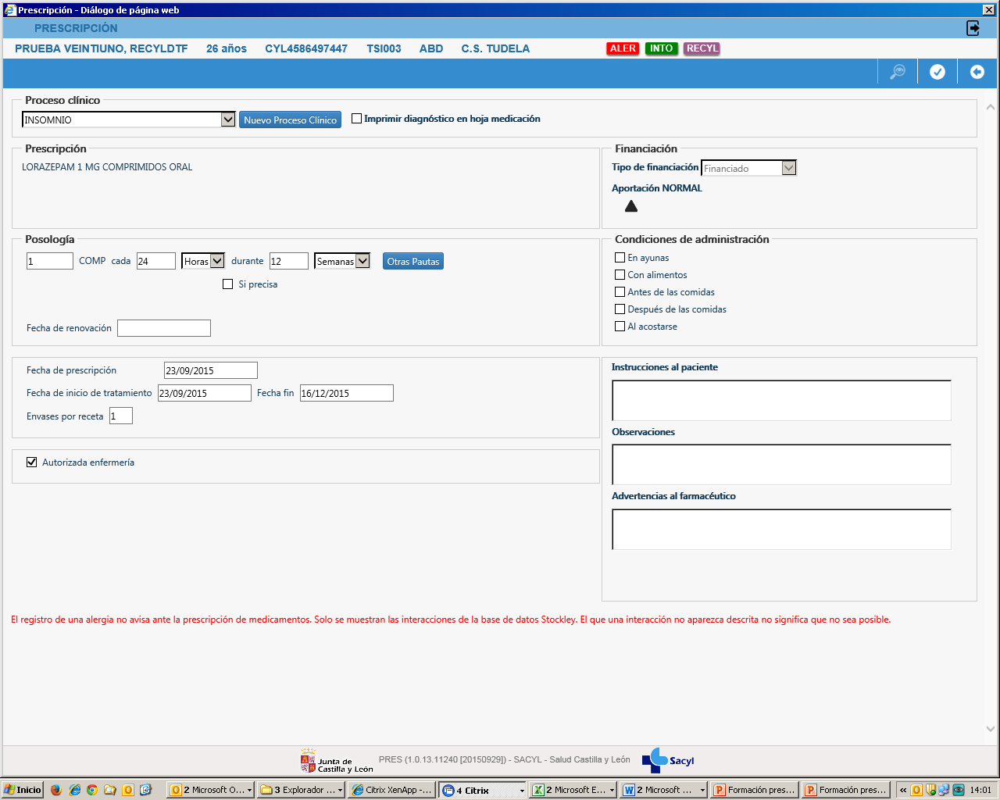 Prescripción - Diálogo de página web
PRESCRIPCIÓN
PRUEBA VEINTIUNO, RECYLDTF 26 años CYL4586497447 TSI003 ABD C.S. TUDELA ALER INTO RECYL
Proceso clínico
INSOMNIO Nuevo Proceso Clínico Imprimir diagnóstico en hoja medicación
Prescripción
LORAZEPAM 1 MG COMPRIMIDOS ORAL
Financiación
Tipo de financiación Financiado
Aportación NORMAL
Posología
1 COMP cada 24 Horas durante 12 Semanas Otras Pautas
Si precisa
Fecha de renovación
Condiciones de administración
En ayunas
Con alimentos
Antes de las comidas
Después de las comidas
Al acostarse
Fecha de prescripción 23/09/2015
Fecha de inicio de tratamiento 23/09/2015 Fecha fin 16/12/2015
Envases por receta 1
Autorizada enfermería
Instrucciones al paciente
Observaciones
Advertencias al farmacéutico
El registro de una alergia no avisa ante la prescripción de medicamentos. Solo se muestran las interacciones de la base de datos Stockley. El que una interacción no aparezca descrita no significa que no sea posible.
Junta de
Castilla y León
PRES (1.0.13.11240 [20150929]) - SACYL - Salud Castilla y León
Sacyl
Inicio 2 Microsoft O... 3 Explorador ... Citrix XenApp -... 4 Citrix 2 Microsoft E... 2 Microsoft ... Formación pres... Formación pres... « 14:01